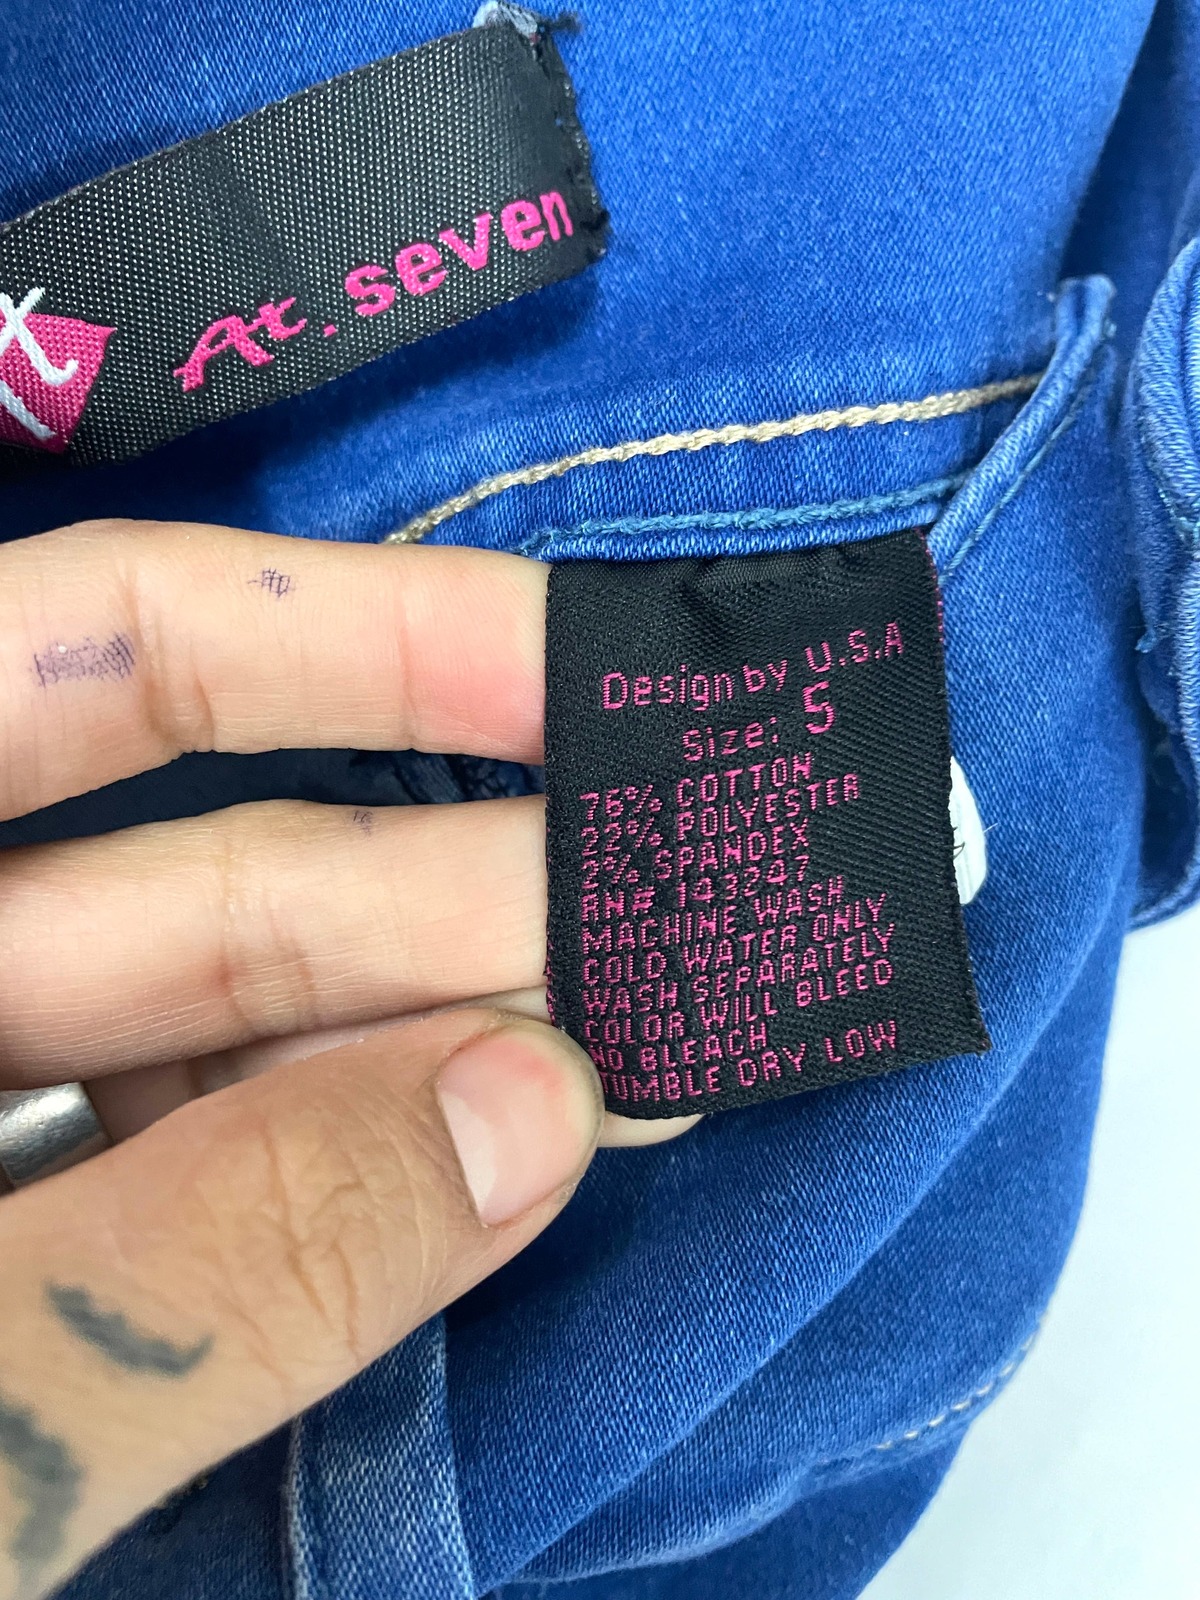 At. seven
Design by U.S.A
Size: 5
76% COTTON
22% POLYESTER
2% SPANDEX
RN# 143247
MACHINE WASH
COLD WATER ONLY
WASH SEPARATELY
COLOR WILL BLEED
NO BLEACH
TUMBLE DRY LOW